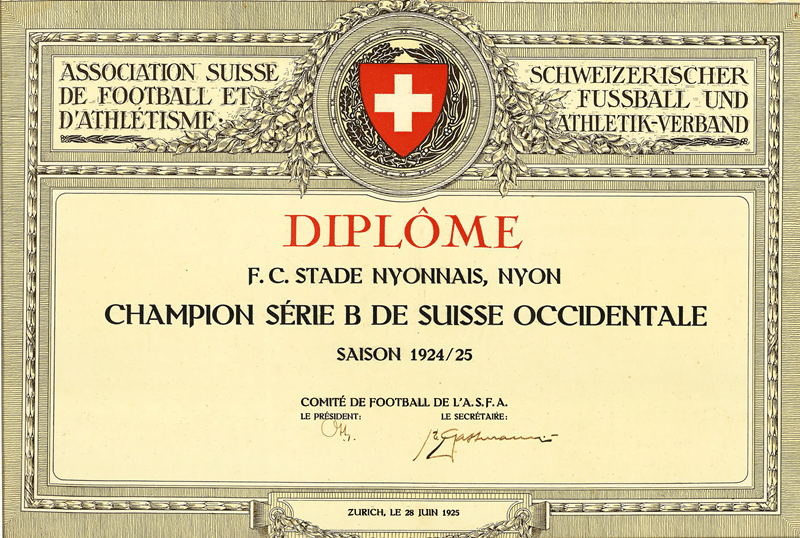 ASSOCIATION SUISSE
DE FOOTBALL ET
D'ATHLÉTISME:
SCHWEIZERISCHER
FUSSBALL UND
ATHLETIK-VERBAND
DIPLÔME
F. C. STADE NYONNAIS, NYON
CHAMPION SÉRIE B DE SUISSE OCCIDENTALE
SAISON 1924/25
COMITÉ DE FOOTBALL DE L'A. S. F. A.
LE PRÉSIDENT: LE SECRÉTAIRE:
ZURICH, LE 28 JUIN 1925